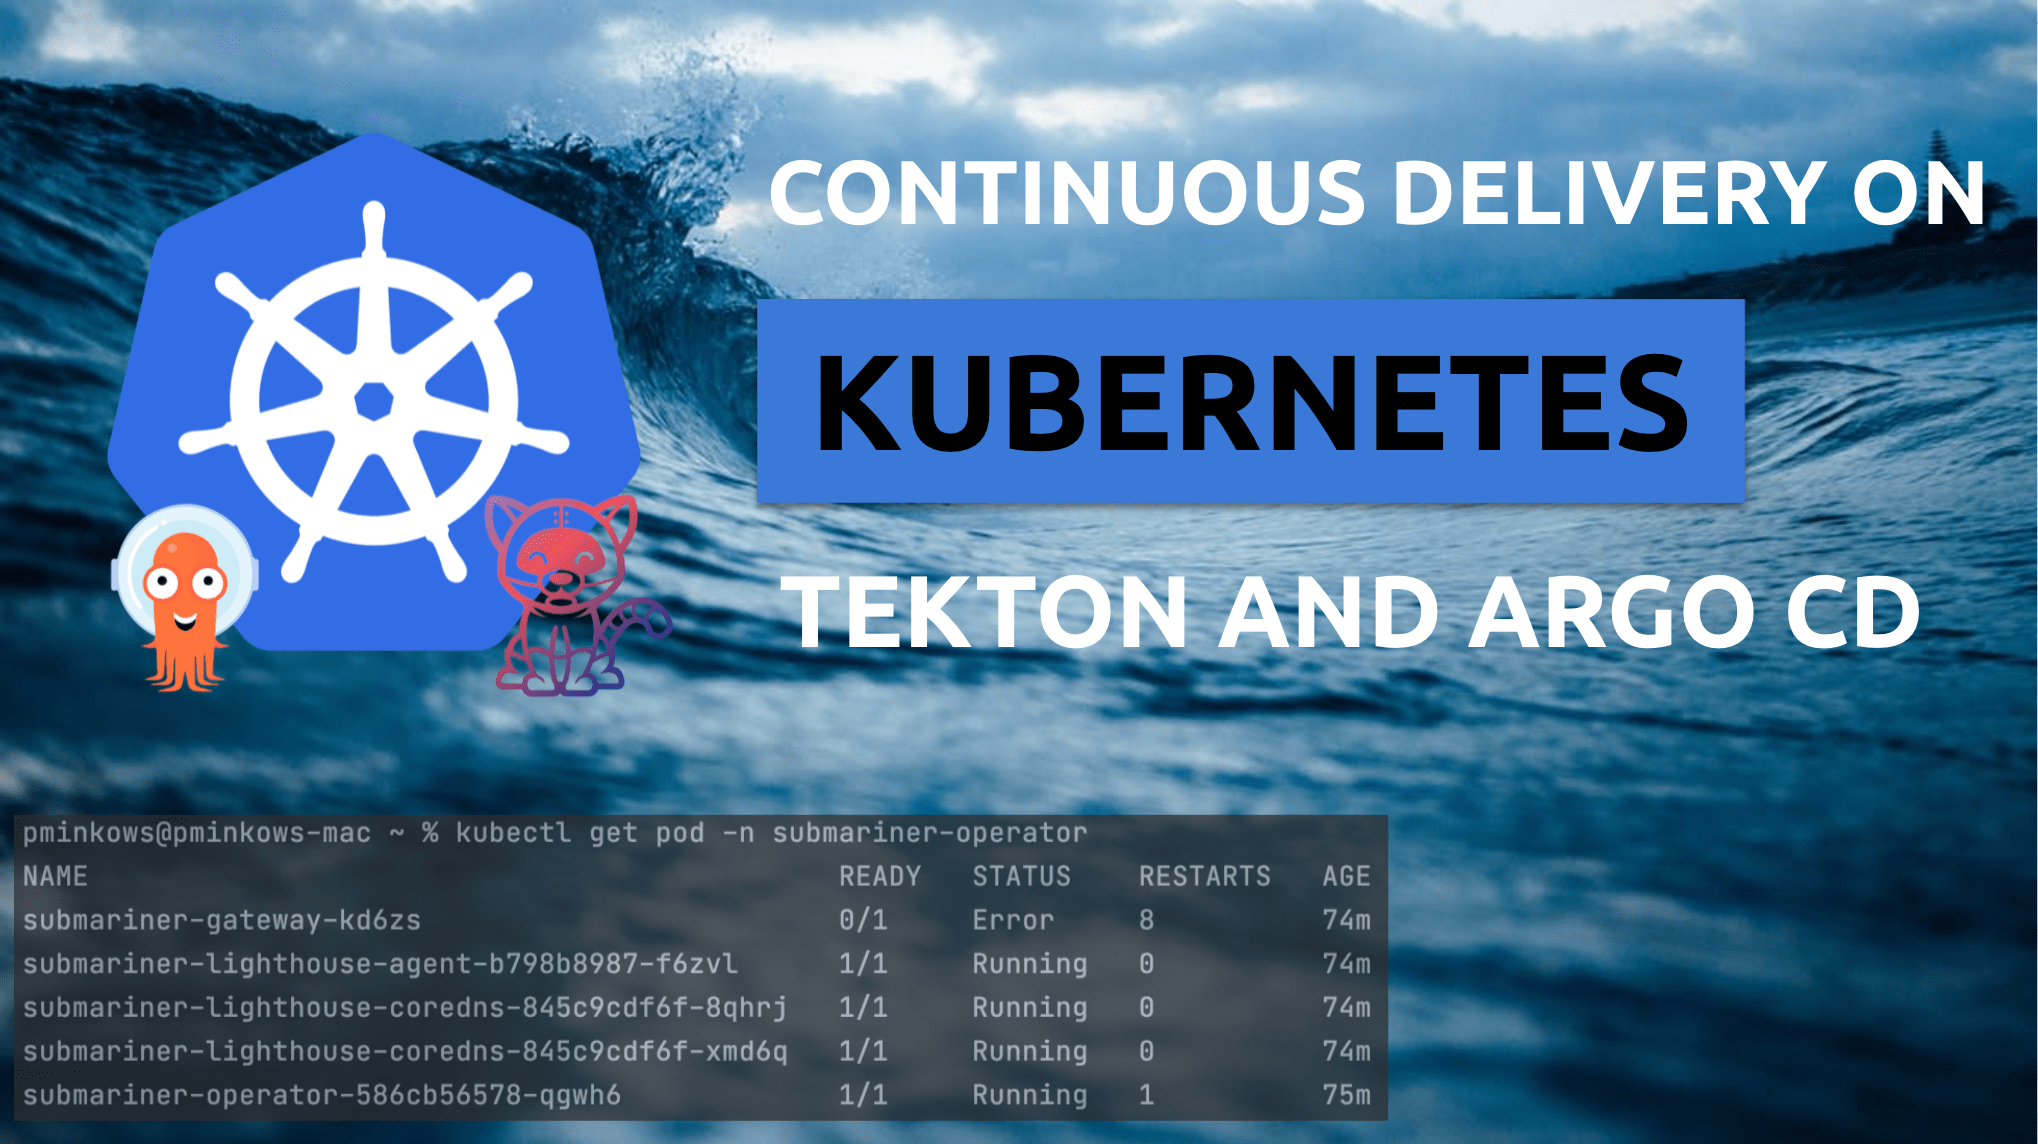 CONTINUOUS DELIVERY ON
KUBERNETES
TEKTON AND ARGO CD
pminkows@pminkows-mac ~ % kubectl get pod -n submariner-operator
NAME READY STATUS RESTARTS AGE
submariner-gateway-kd6zs 0/1 Error 8 74m
submariner-lighthouse-agent-b798b8987-f6zvl 1/1 Running 0 74m
submariner-lighthouse-coredns-845c9cdf6f-8qhrj 1/1 Running 0 74m
submariner-lighthouse-coredns-845c9cdf6f-xmd6q 1/1 Running 0 74m
submariner-operator-586cb56578-qgwh6 1/1 Running 1 75m